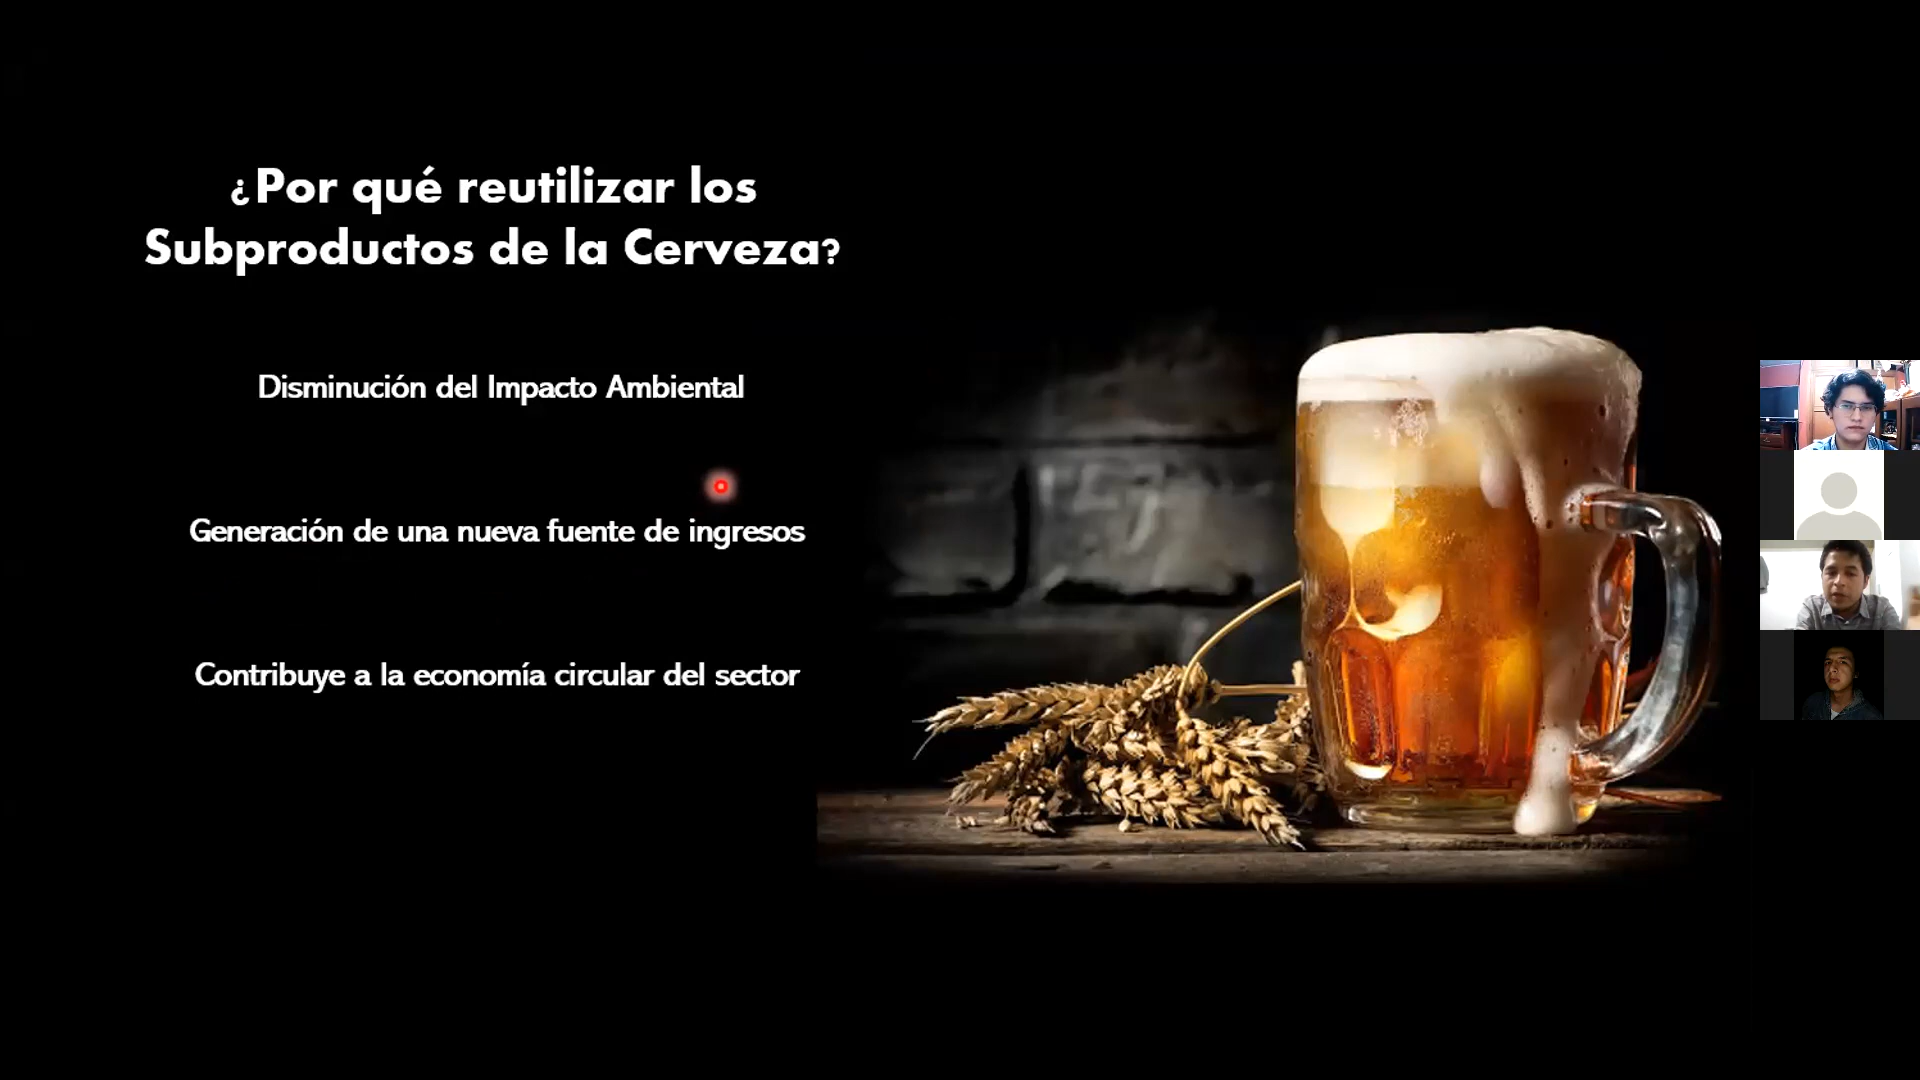 ¿Por qué reutilizar los
Subproductos de la Cerveza?
Disminución del Impacto Ambiental
Generación de una nueva fuente de ingresos
Contribuye a la economía circular del sector